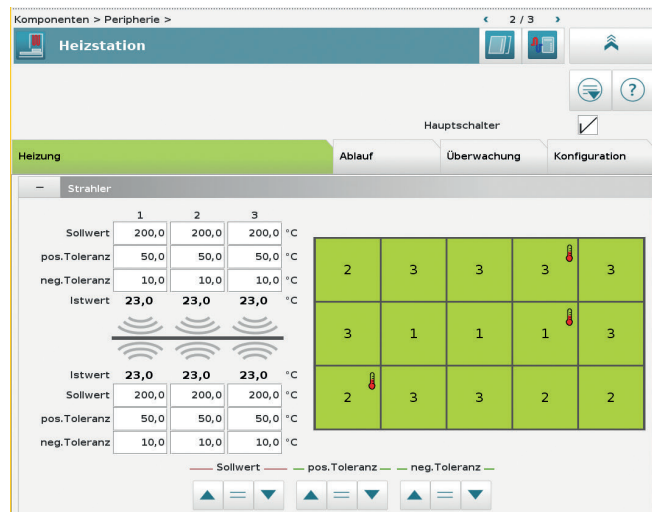 Komponenten > Peripherie >
‹ 2 / 3 ›
Heizstation
?
Hauptschalter
Heizung Ablauf Überwachung Konfiguration
− Strahler
1 2 3
Sollwert 200,0 200,0 200,0 °C
pos.Toleranz 50,0 50,0 50,0 °C
neg.Toleranz 10,0 10,0 10,0 °C
Istwert 23,0 23,0 23,0 °C
Istwert 23,0 23,0 23,0 °C
Sollwert 200,0 200,0 200,0 °C
pos.Toleranz 50,0 50,0 50,0 °C
neg.Toleranz 10,0 10,0 10,0 °C
2 3 3 3 3
3 1 1 1 3
2 3 3 2 2
Sollwert pos.Toleranz neg.Toleranz